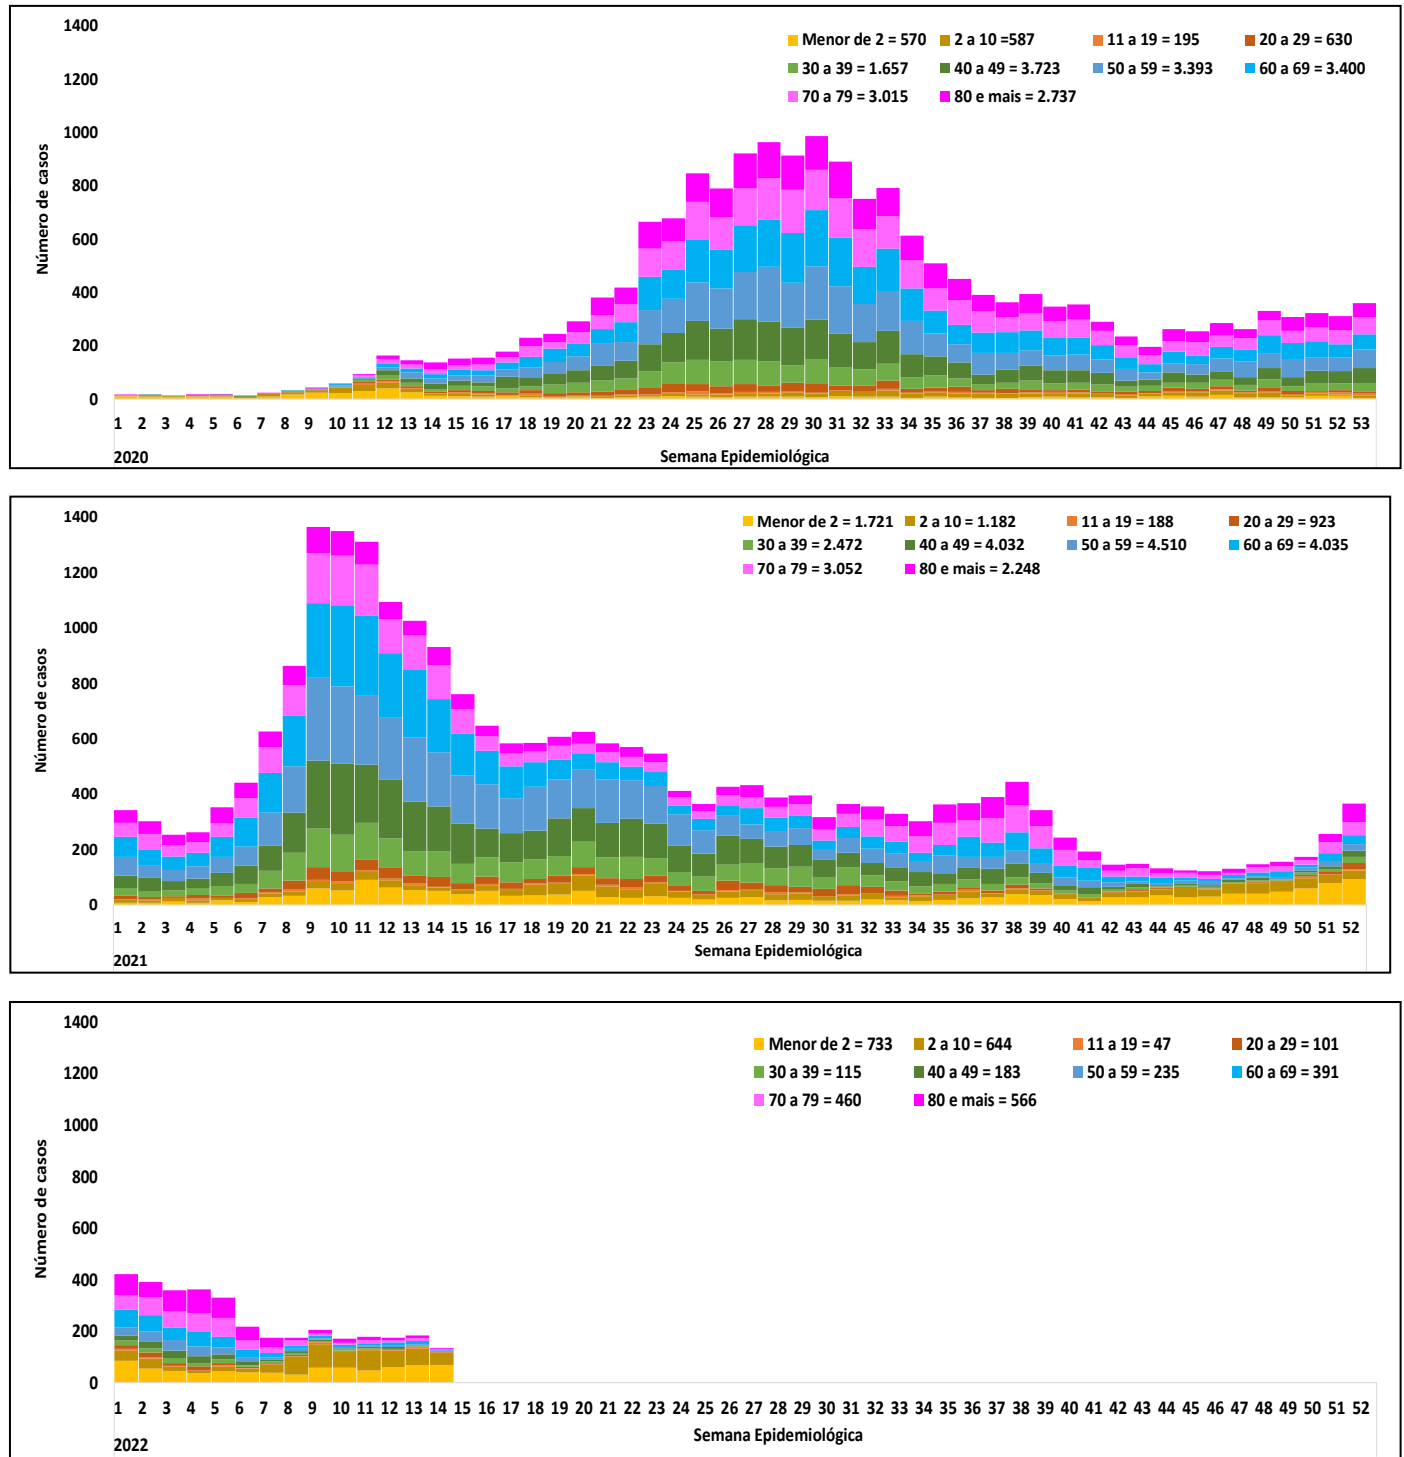 1400
1200
1000
800
600
400
200
0
Número de casos
Menor de 2 = 570 2 a 10 =587 11 a 19 = 195 20 a 29 = 630
30 a 39 = 1.657 40 a 49 = 3.723 50 a 59 = 3.393 60 a 69 = 3.400
70 a 79 = 3.015 80 e mais = 2.737
1 2 3 4 5 6 7 8 9 10 11 12 13 14 15 16 17 18 19 20 21 22 23 24 25 26 27 28 29 30 31 32 33 34 35 36 37 38 39 40 41 42 43 44 45 46 47 48 49 50 51 52 53
2020
Semana Epidemiológica
1400
1200
1000
800
600
400
200
0
Número de casos
Menor de 2 = 1.721 2 a 10 = 1.182 11 a 19 = 188 20 a 29 = 923
30 a 39 = 2.472 40 a 49 = 4.032 50 a 59 = 4.510 60 a 69 = 4.035
70 a 79 = 3.052 80 e mais = 2.248
1 2 3 4 5 6 7 8 9 10 11 12 13 14 15 16 17 18 19 20 21 22 23 24 25 26 27 28 29 30 31 32 33 34 35 36 37 38 39 40 41 42 43 44 45 46 47 48 49 50 51 52
Semana Epidemiológica
2021
1400
1200
1000
800
600
400
200
0
Número de casos
Menor de 2 = 733 2 a 10 = 644 11 a 19 = 47 20 a 29 = 101
30 a 39 = 115 40 a 49 = 183 50 a 59 = 235 60 a 69 = 391
70 a 79 = 460 80 e mais = 566
1 2 3 4 5 6 7 8 9 10 11 12 13 14 15 16 17 18 19 20 21 22 23 24 25 26 27 28 29 30 31 32 33 34 35 36 37 38 39 40 41 42 43 44 45 46 47 48 49 50 51 52
Semana Epidemiológica
2022